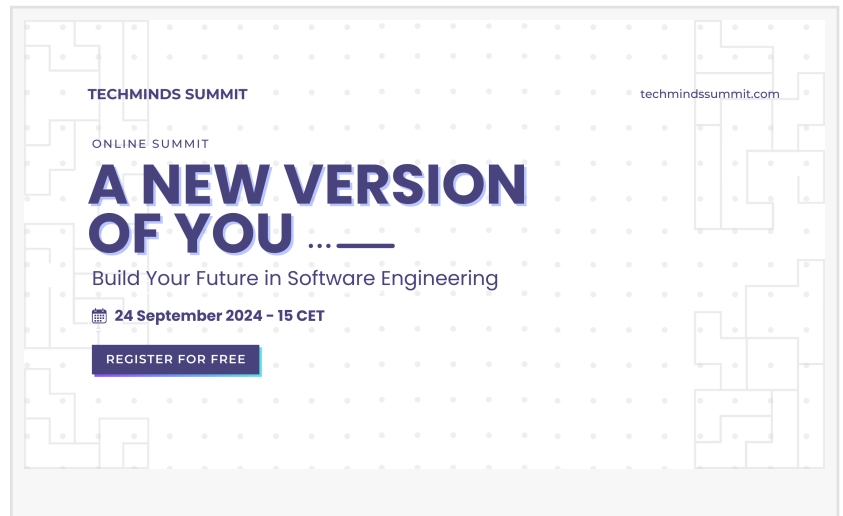 TECHMINDS SUMMIT
techmindssummit.com
ONLINE SUMMIT
A NEW VERSION
OF YOU ...
Build Your Future in Software Engineering
24 September 2024 - 15 CET
REGISTER FOR FREE